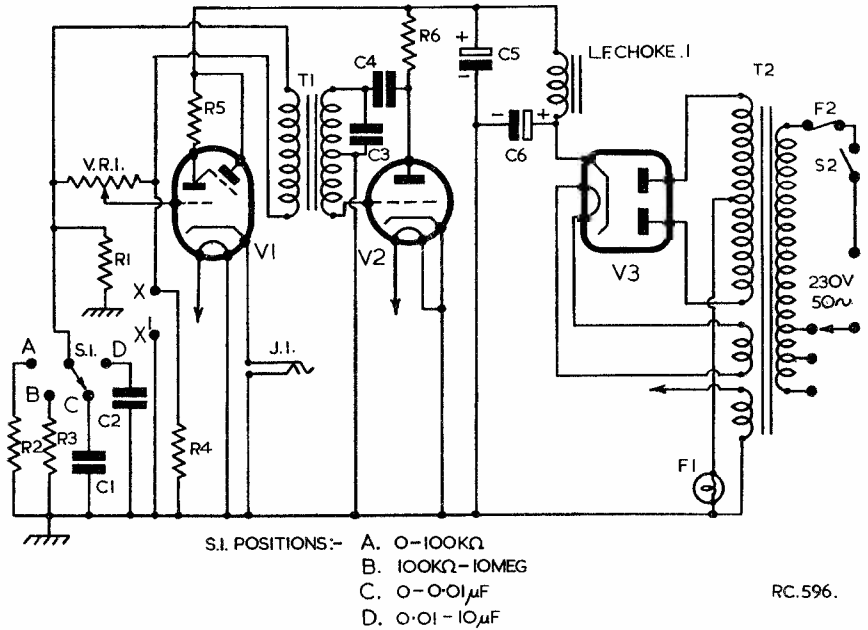 R6
C4
+
C5
-
L.F. CHOKE.1
T1
T2
R5
C3
-
+
C6
F2
S2
V.R.1.
R1
V1
V2
V3
X
X¹
230V
50~
A
S.1.
D
J.1.
B
C
R2
R3
C2
C1
R4
F1
S.1. POSITIONS:- A. 0-100KΩ
B. 100KΩ-10MEG
C. 0-0·01µF
D. 0·01-10µF
RC.596.